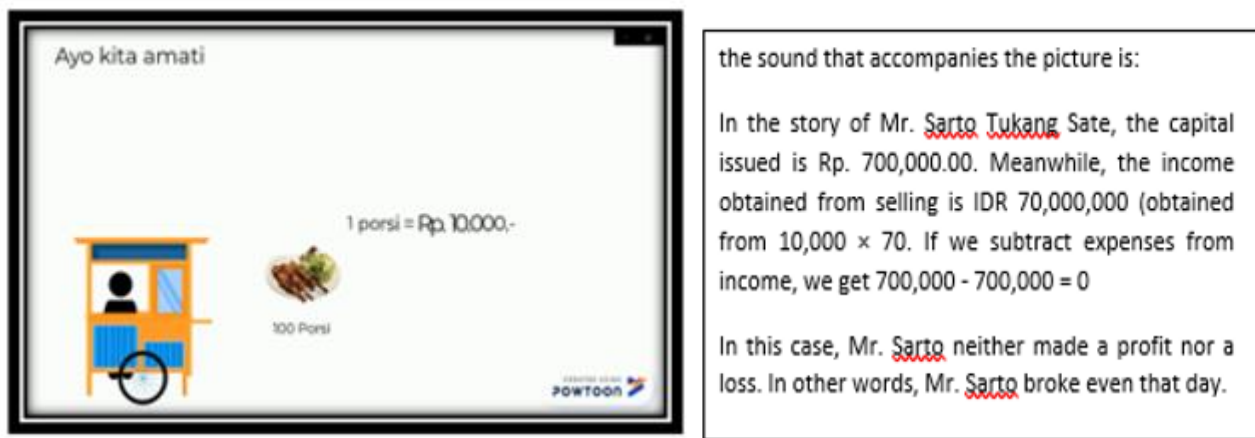 Ayo kita amati
1 porsi = Rp. 10.000,-
100 Porsi
POWTOON
the sound that accompanies the picture is:
In the story of Mr. Sarto Tukang Sate, the capital
issued is Rp. 700,000.00. Meanwhile, the income
obtained from selling is IDR 70,000,000 (obtained
from 10,000 × 70. If we subtract expenses from
income, we get 700,000 - 700,000 = 0
In this case, Mr. Sarto neither made a profit nor a
loss. In other words, Mr. Sarto broke even that day.